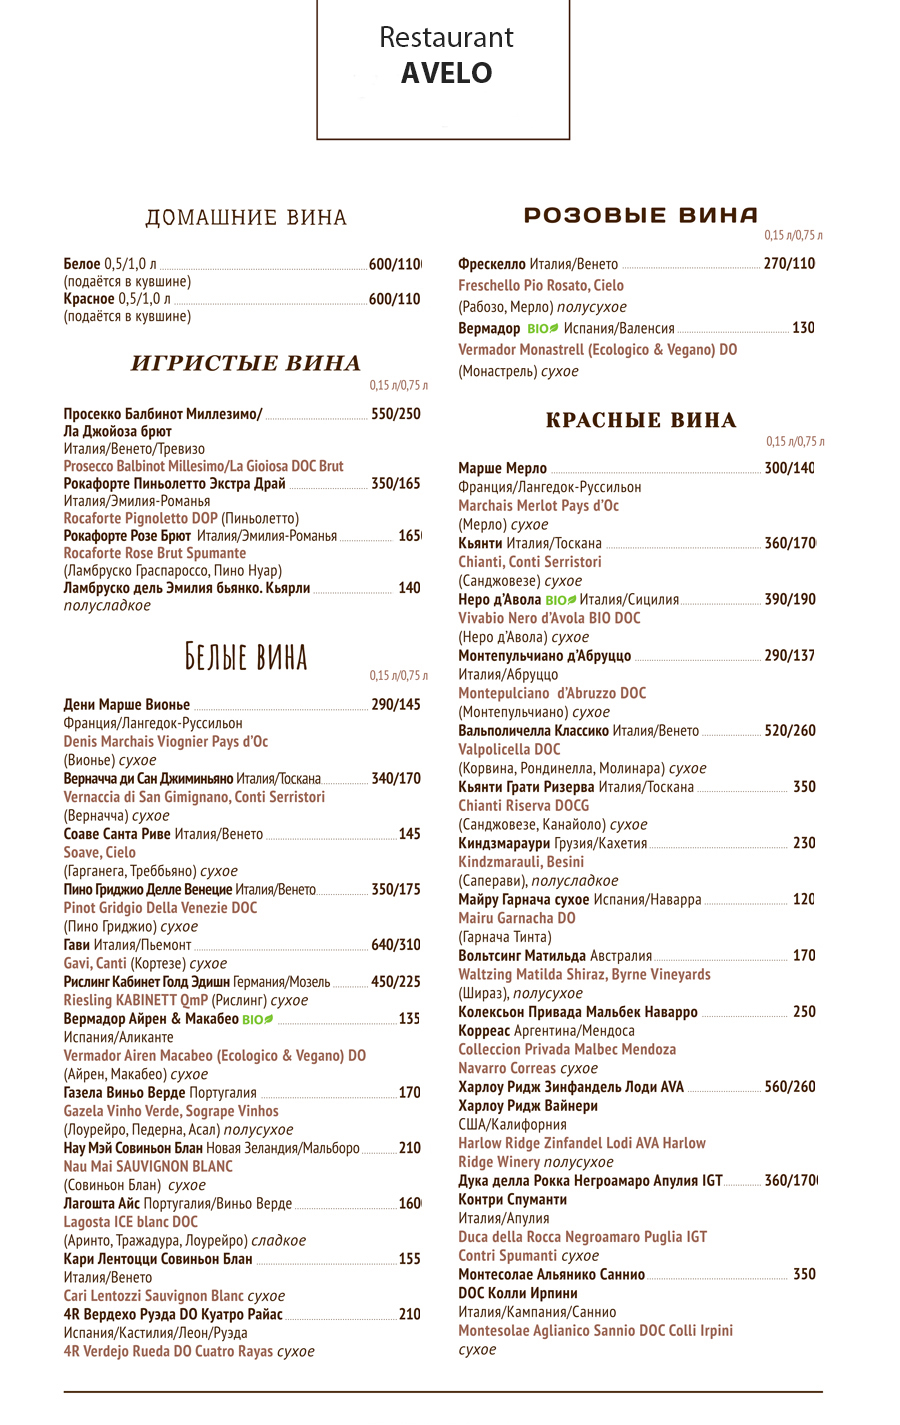 Restaurant
AVELO
ДОМАШНИЕ ВИНА
Белое 0,5/1,0 л 600/110
(подаётся в кувшине)
Красное 0,5/1,0 л 600/110
(подаётся в кувшине)
ИГРИСТЫЕ ВИНА
0,15 л/0,75 л
Просекко Балбинот Миллезимо/ 550/250
Ла Джойоза брют
Италия/Венето/Тревизо
Prosecco Balbinot Millesimo/La Gioiosa DOC Brut
Рокафорте Пиньолетто Экстра Драй 350/165
Италия/Эмилия-Романья
Rocaforte Pignoletto DOP (Пиньолетто)
Рокафорте Розе Брют Италия/Эмилия-Романья 165
Rocaforte Rose Brut Spumante
(Ламбруско Граспароссо, Пино Нуар)
Ламбруско дель Эмилия бьянко. Кьярли 140
полусладкое
БЕЛЫЕ ВИНА
0,15 л/0,75 л
Дени Марше Вионье 290/145
Франция/Лангедок-Руссильон
Denis Marchais Viognier Pays d’Oc
(Вионье) сухое
Верначча ди Сан Джиминьяно Италия/Тоскана 340/170
Vernaccia di San Gimignano, Conti Serristori
(Верначча) сухое
Соаве Санта Риве Италия/Венето 145
Soave, Cielo
(Гарганега, Треббьяно) сухое
Пино Гриджио Делле Венецие Италия/Венето 350/175
Pinot Gridgio Della Venezie DOC
(Пино Гриджио) сухое
Гави Италия/Пьемонт 640/310
Gavi, Canti (Кортезе) сухое
Рислинг Кабинет Голд Эдишн Германия/Мозель 450/225
Riesling KABINETT QmP (Рислинг) сухое
Вермадор Айрен & Макабео BIO 135
Испания/Аликанте
Vermador Airen Macabeo (Ecologico & Vegano) DO
(Айрен, Макабео) сухое
Газела Виньо Верде Португалия 170
Gazela Vinho Verde, Sogrape Vinhos
(Лоурейро, Педерна, Асал) полусухое
Нау Мэй Совиньон Блан Новая Зеландия/Мальборо 210
Nau Mai SAUVIGNON BLANC
(Совиньон Блан) сухое
Лагошта Айс Португалия/Виньо Верде 160
Lagosta ICE blanc DOC
(Аринто, Тражадура, Лоурейро) сладкое
Кари Лентоцци Совиньон Блан 155
Италия/Венето
Cari Lentozzi Sauvignon Blanc сухое
4R Вердехо Руэда DO Куатро Райас 210
Испания/Кастилия/Леон/Руэда
4R Verdejo Rueda DO Cuatro Rayas сухое
РОЗОВЫЕ ВИНА
0,15 л/0,75 л
Фрескелло Италия/Венето 270/110
Freschello Pio Rosato, Cielo
(Рабозо, Мерло) полусухое
Вермадор BIO Испания/Валенсия 130
Vermador Monastrell (Ecologico & Vegano) DO
(Монастрель) сухое
КРАСНЫЕ ВИНА
0,15 л/0,75 л
Марше Мерло 300/140
Франция/Лангедок-Руссильон
Marchais Merlot Pays d’Oc
(Мерло) сухое
Кьянти Италия/Тоскана 360/170
Chianti, Conti Serristori
(Санджовезе) сухое
Неро д’Авола BIO Италия/Сицилия 390/190
Vivabio Nero d’Avola BIO DOC
(Неро д’Авола) сухое
Монтепульчиано д’Абруццо 290/137
Италия/Абруццо
Montepulciano d’Abruzzo DOC
(Монтепульчиано) сухое
Вальполичелла Классико Италия/Венето 520/260
Valpolicella DOC
(Корвина, Рондинелла, Молинара) сухое
Кьянти Грати Ризерва Италия/Тоскана 350
Chianti Riserva DOCG
(Санджовезе, Канайоло) сухое
Киндзмараури Грузия/Кахетия 230
Kindzmarauli, Besini
(Саперави), полусладкое
Майру Гарнача сухое Испания/Наварра 120
Mairu Garnacha DO
(Гарнача Тинта)
Вольтсинг Матильда Австралия 170
Waltzing Matilda Shiraz, Byrne Vineyards
(Шираз), полусухое
Колексьон Привада Мальбек Наварро 250
Корреас Аргентина/Мендоса
Colleccion Privada Malbec Mendoza
Navarro Correas сухое
Харлоу Ридж Зинфандель Лоди AVA 560/260
Харлоу Ридж Вайнери
США/Калифорния
Harlow Ridge Zinfandel Lodi AVA Harlow
Ridge Winery полусухое
Дука делла Рокка Негроамаро Апулия IGT 360/170
Контри Спуманти
Италия/Апулия
Duca della Rocca Negroamaro Puglia IGT
Contri Spumanti сухое
Монтесолае Альянико Саннио 350
DOC Колли Ирпини
Италия/Кампания/Саннио
Montesolae Aglianico Sannio DOC Colli Irpini
сухое